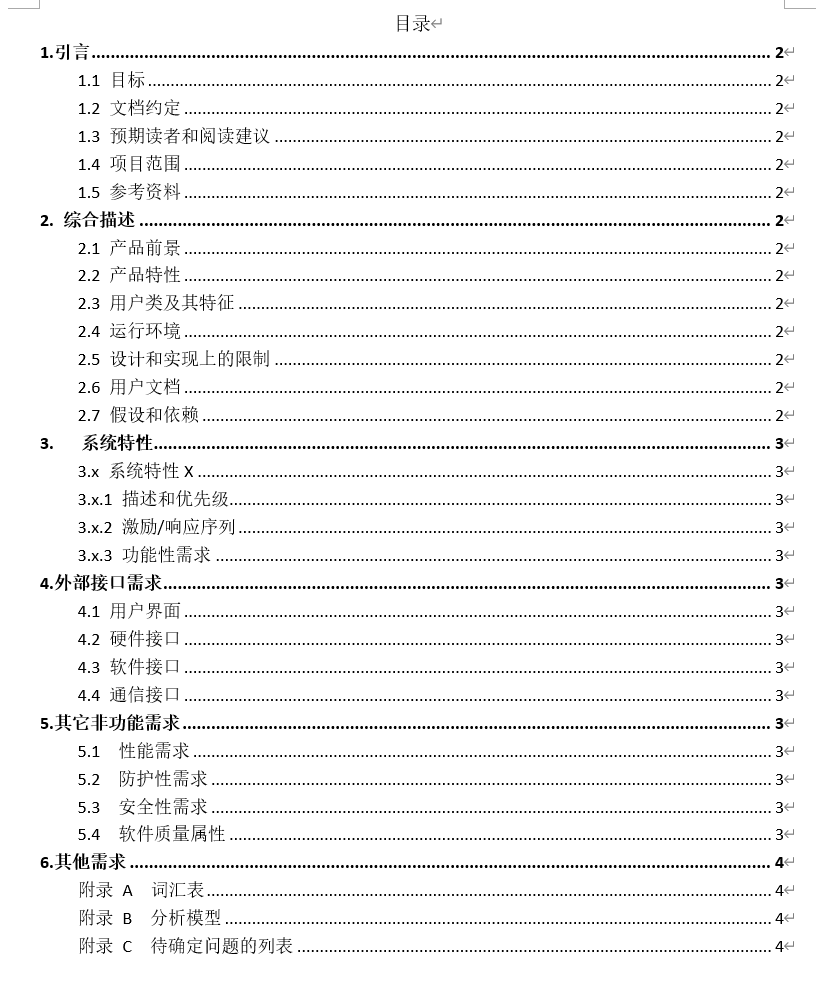 目录
1.引言 2
1.1 目标 2
1.2 文档约定 2
1.3 预期读者和阅读建议 2
1.4 项目范围 2
1.5 参考资料 2
2. 综合描述 2
2.1 产品前景 2
2.2 产品特性 2
2.3 用户类及其特征 2
2.4 运行环境 2
2.5 设计和实现上的限制 2
2.6 用户文档 2
2.7 假设和依赖 2
3. 系统特性 3
3.x 系统特性 X 3
3.x.1 描述和优先级 3
3.x.2 激励/响应序列 3
3.x.3 功能性需求 3
4.外部接口需求 3
4.1 用户界面 3
4.2 硬件接口 3
4.3 软件接口 3
4.4 通信接口 3
5.其它非功能需求 3
5.1 性能需求 3
5.2 防护性需求 3
5.3 安全性需求 3
5.4 软件质量属性 3
6.其他需求 4
附录 A 词汇表 4
附录 B 分析模型 4
附录 C 待确定问题的列表 4